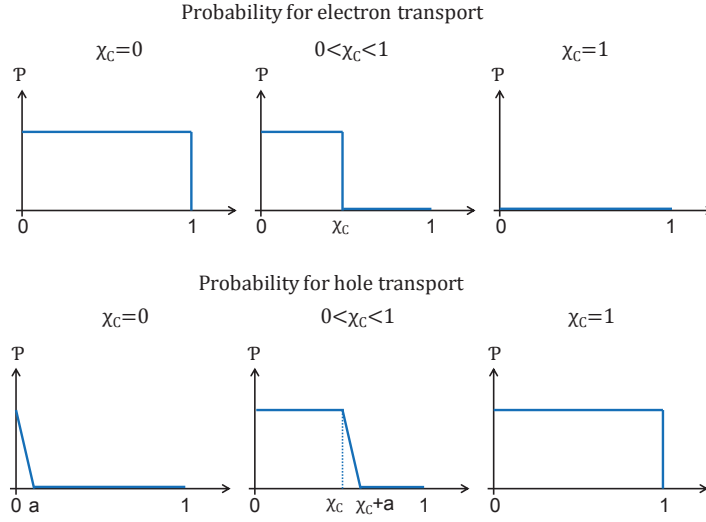 Probability for electron transport
χC=0 0<χC<1 χC=1
𝒫 𝒫 𝒫
0 1 0 χC 1 0 1
Probability for hole transport
χC=0 0<χC<1 χC=1
𝒫 𝒫 𝒫
0 a 1 0 χC χC+a 1 0 1